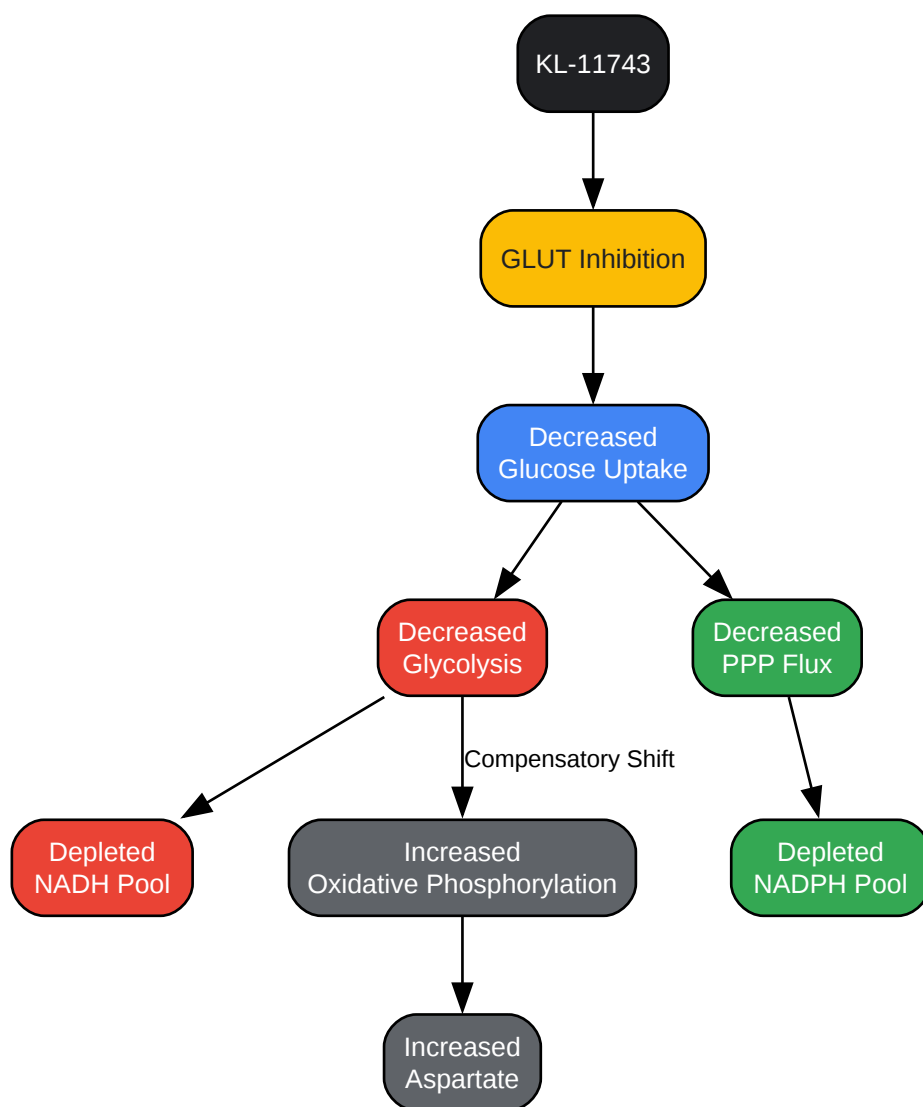 KL-11743
GLUT Inhibition
Decreased
Glucose Uptake
Decreased
Glycolysis
Decreased
PPP Flux
Compensatory Shift
Depleted
NADH Pool
Increased
Oxidative Phosphorylation
Depleted
NADPH Pool
Increased
Aspartate